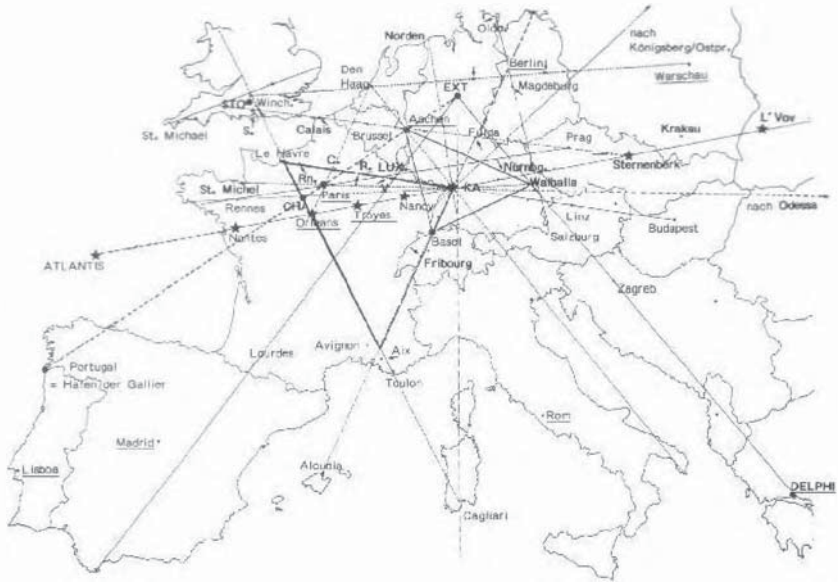 Norden
Oldb.
nach
Königsberg/Ostpr.
Den
Haag
Berlin
Warschau
Magdeburg
EXT
STO
Winch.
Aachen
L'Vov
St. Michael
S.
Calais
Brussel
Fulda
Prag
Krakau
Le Havre
C.
R.
LUX.
Nürnbg.
Sternenberk
Rn.
St. Michel
Paris
V
KA
Walhalla
Rennes
CHA
Nancy
nach Odessa
Orleans
Troyes
Linz
Nantes
Budapest
Basel
Salzburg
ATLANTIS
Fribourg
Zagreb
Lourdes
Avignon
Aix
Portugal
= Hafen der Gallier
Toulon
Rom
Madrid
Lisboa
Alcudia
DELPHI
Cagliari